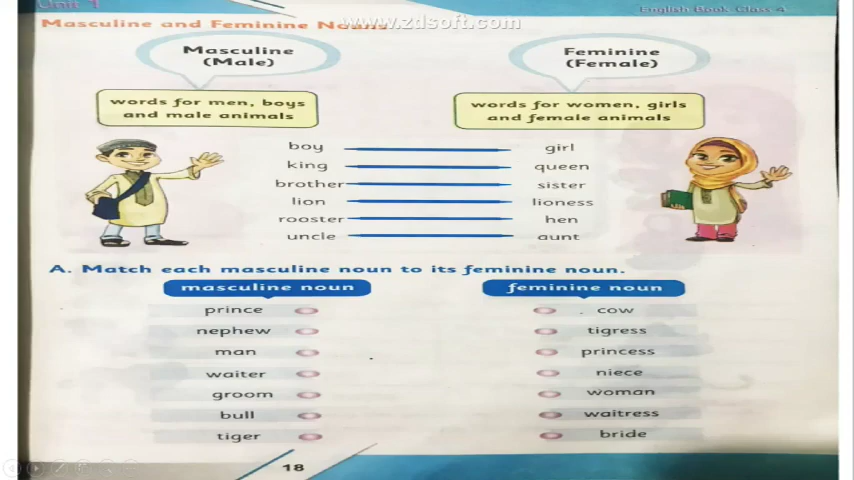 Unit 1
English Book Class 4
www.zdsoft.com
Masculine and Feminine Nouns
Masculine
(Male)
Feminine
(Female)
words for men, boys
and male animals
words for women, girls
and female animals
boy girl
king queen
brother sister
lion lioness
rooster hen
uncle aunt
A. Match each masculine noun to its feminine noun.
masculine noun feminine noun
prince cow
nephew tigress
man princess
waiter niece
groom woman
bull waitress
tiger bride
18